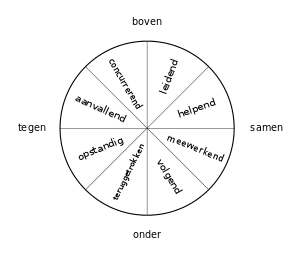 boven
concurrerend
leidend
aanvallend
helpend
tegen
samen
opstandig
meewerkend
teruggetrokken
volgend
onder